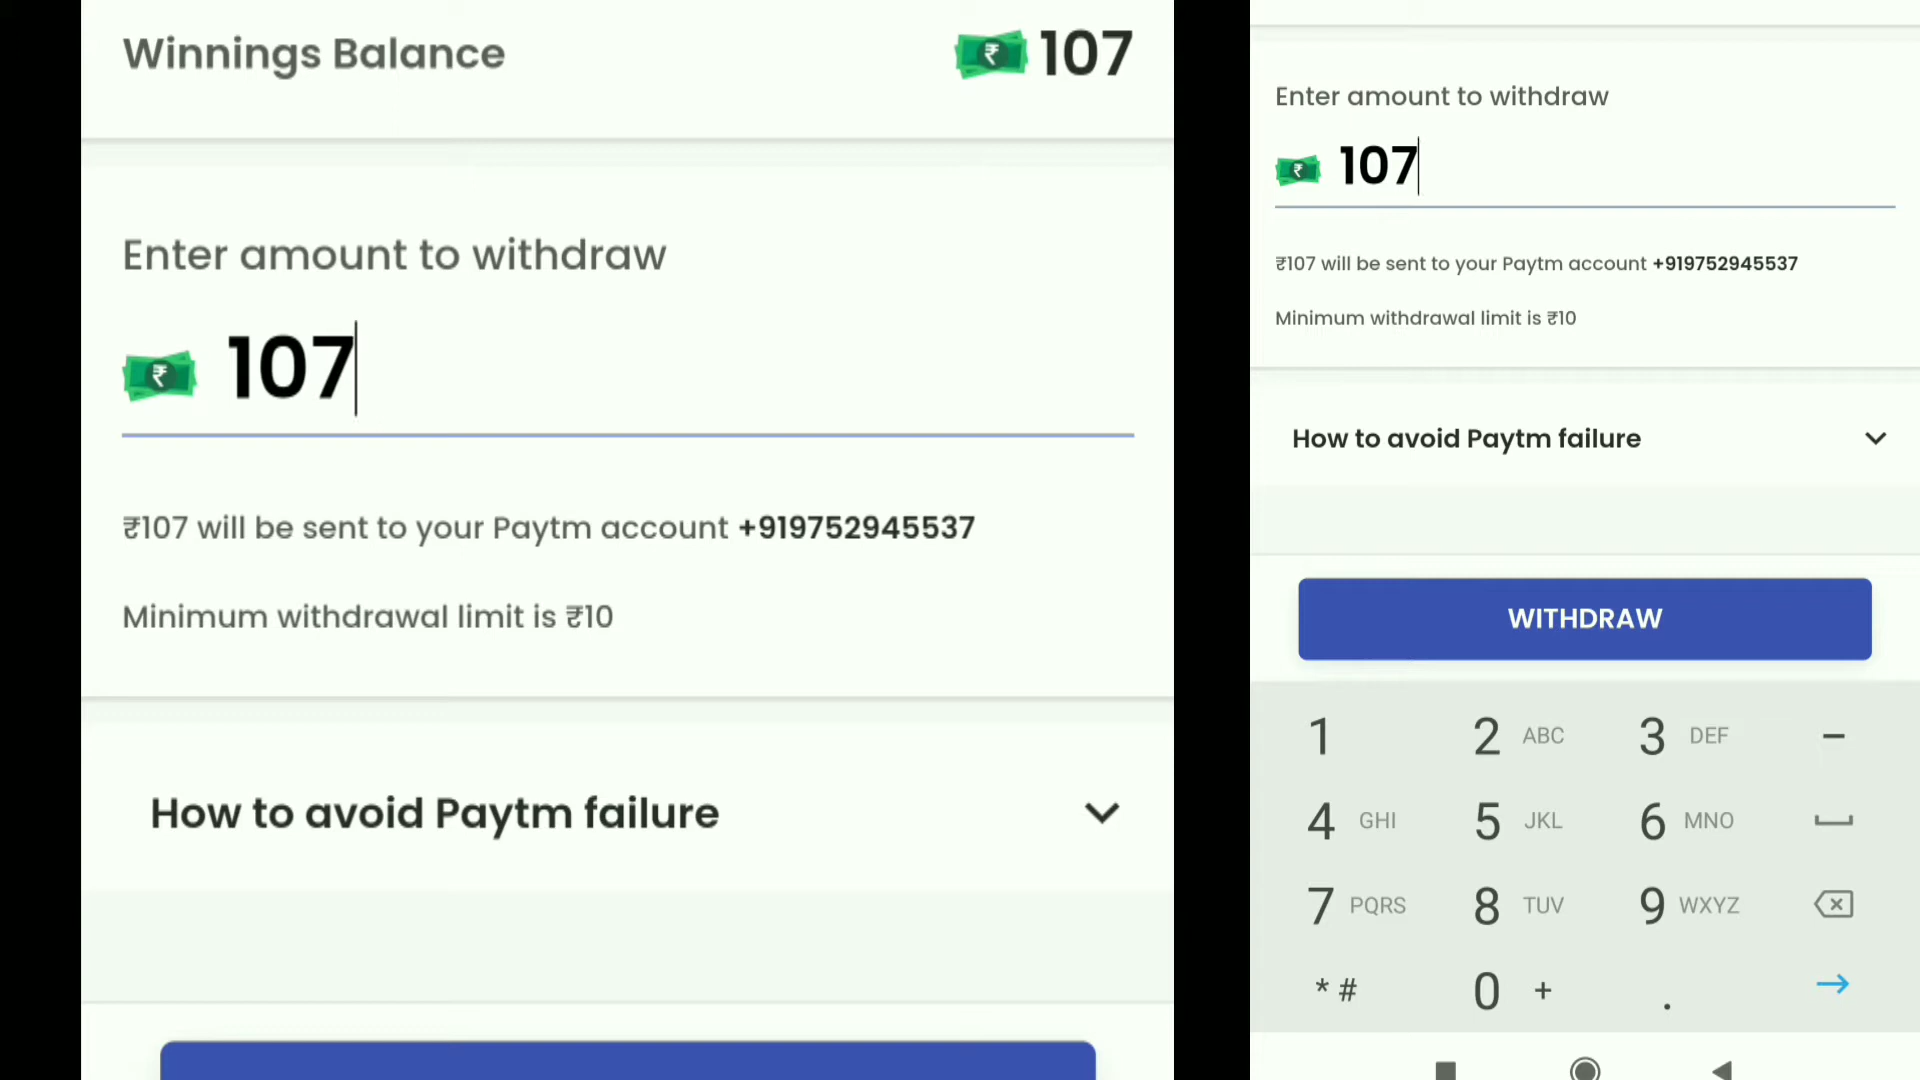 Winnings Balance 107
Enter amount to withdraw
107
₹107 will be sent to your Paytm account +919752945537
Minimum withdrawal limit is ₹10
How to avoid Paytm failure
Enter amount to withdraw
107
₹107 will be sent to your Paytm account +919752945537
Minimum withdrawal limit is ₹10
How to avoid Paytm failure
WITHDRAW
1 2 ABC 3 DEF -
4 GHI 5 JKL 6 MNO
7 PQRS 8 TUV 9 WXYZ
* # 0 + .